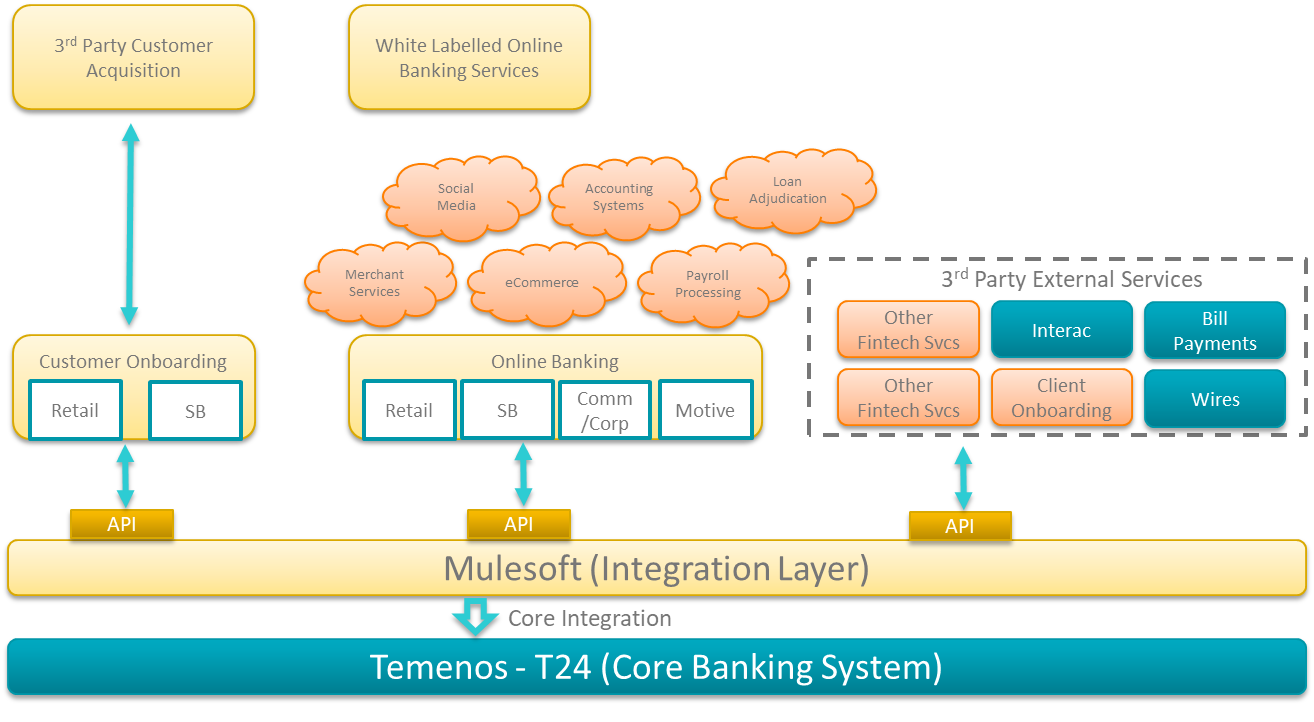 3rd Party Customer
Acquisition
White Labelled Online
Banking Services
Social
Media
Accounting
Systems
Loan
Adjudication
Merchant
Services
eCommerce
Payroll
Processing
3rd Party External Services
Other
Fintech Svcs
Interac
Bill
Payments
Other
Fintech Svcs
Client
Onboarding
Wires
Customer Onboarding
Retail
SB
Online Banking
Retail
SB
Comm
/Corp
Motive
API
API
API
Mulesoft (Integration Layer)
Core Integration
Temenos - T24 (Core Banking System)